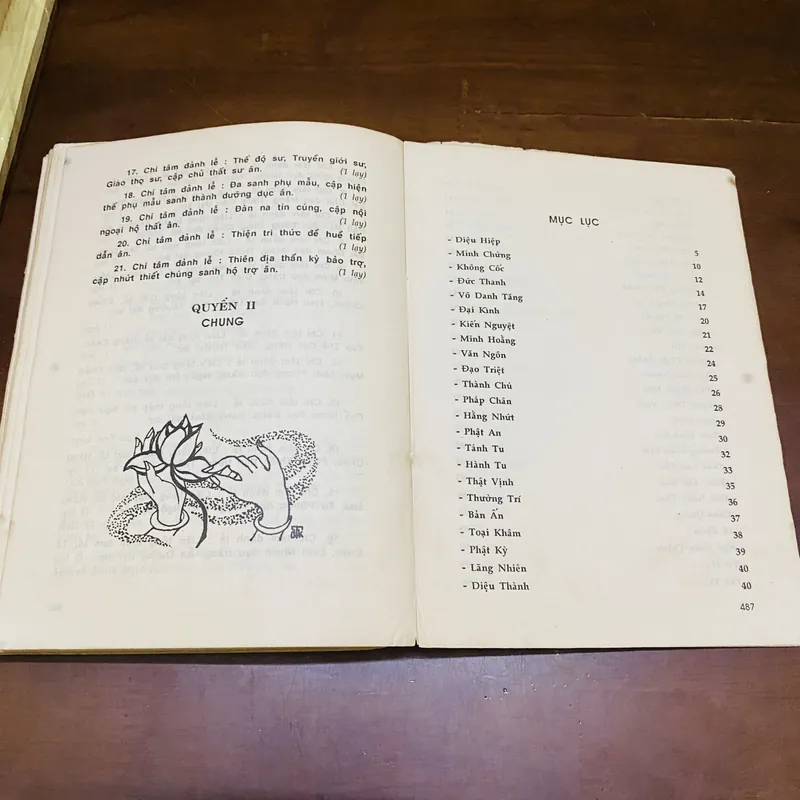 17. Chí tâm đảnh lễ : Thế độ sư, Truyền giới sư,
Giáo thọ sư, cập chủ thất sư ân. (1 lạy)
18. Chí tâm đảnh lễ : Đa sanh phụ mẫu, cập hiện
thế phụ mẫu sanh thành dưỡng dục ân. (1 lạy)
19. Chí tâm đảnh lễ : Đàn na tín cúng, cập nội
ngoại hộ thất ân. (1 lạy)
20. Chí tâm đảnh lễ : Thiện tri thức đề huề tiếp
dẫn ân. (1 lạy)
21. Chí tâm đảnh lễ : Thiên địa thần kỳ bảo trợ,
cập nhứt thiết chúng sanh hộ trợ ân. (1 lạy)
QUYỂN II
CHUNG
MỤC LỤC
- Diệu Hiệp
- Minh Chứng 5
- Không Cốc 10
- Đức Thanh 12
- Vô Danh Tăng 14
- Đại Kình 17
- Kiến Nguyệt 20
- Minh Hoằng 21
- Vân Ngôn 22
- Đạo Triệt 24
- Thành Chú 25
- Pháp Chân 26
- Hằng Nhứt 28
- Phật An 29
- Tánh Tu 30
- Hành Tu 32
- Thật Vịnh 33
- Thường Trí 35
- Bản Ấn 36
- Toại Khâm 37
- Phật Kỳ 38
- Lãng Nhiên 39
- Diệu Thành 40
40
487